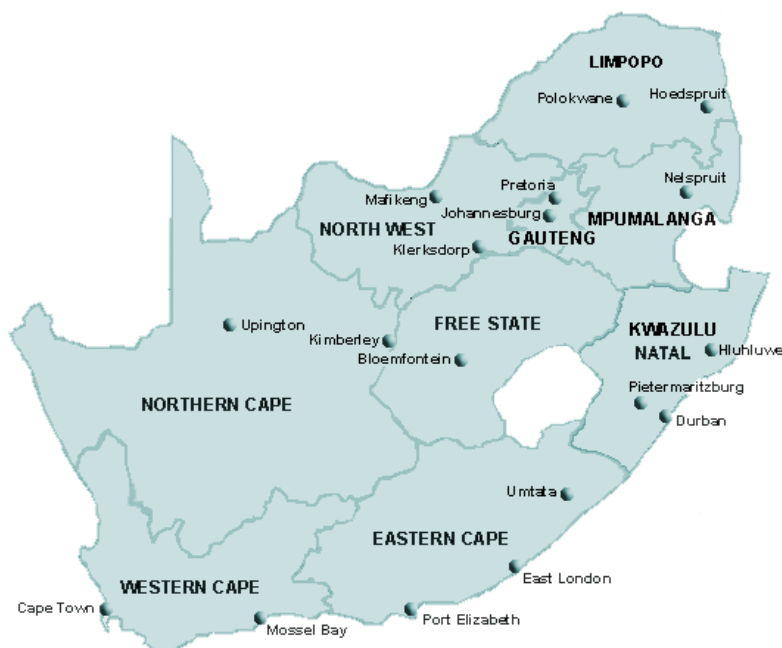 LIMPOPO
Polokwane
Hoedspruit
Nelspruit
Pretoria
Mafikeng
Johannesburg
NORTH WEST
MPUMALANGA
GAUTENG
Klerksdorp
Upington
FREE STATE
KWAZULU
NATAL
Kimberley
Hluhluwe
Bloemfontein
Pietermaritzburg
NORTHERN CAPE
Durban
Umtata
EASTERN CAPE
East London
WESTERN CAPE
Cape Town
Mossel Bay
Port Elizabeth